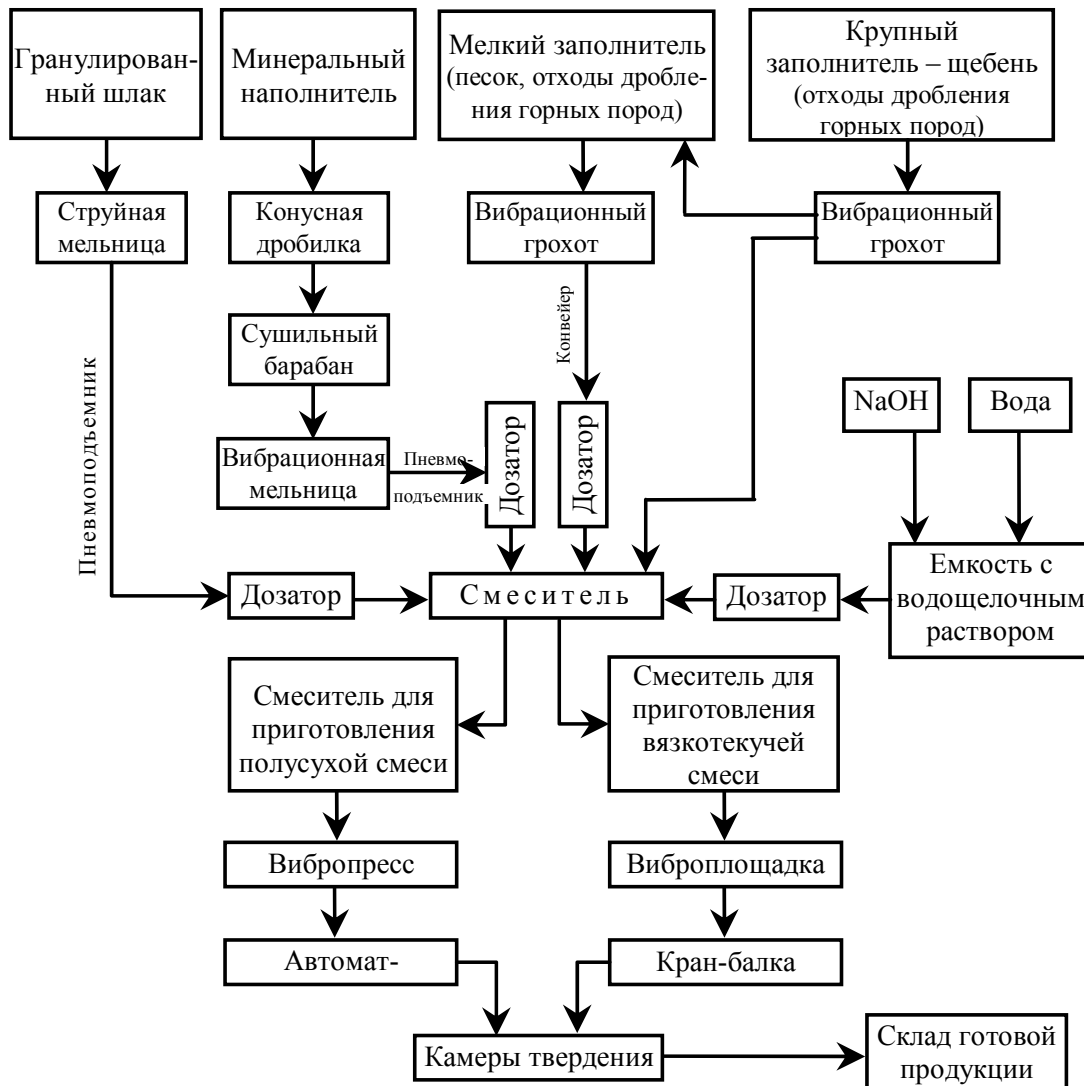 Гранулирован-
ный шлак
Минеральный
наполнитель
Мелкий заполнитель
(песок, отходы дробле-
ния горных пород)
Крупный
заполнитель – щебень
(отходы дробления
горных пород)
Струйная
мельница
Конусная
дробилка
Вибрационный
грохот
Вибрационный
грохот
Пневмоподъемник
Сушильный
барабан
Конвейер
Вибрационная
мельница
Пневмо-
подъемник
Дозатор
Дозатор
NaOH
Вода
Дозатор
Смеситель
Дозатор
Емкость с
водощелочным
раствором
Смеситель для
приготовления
полусухой смеси
Смеситель для
приготовления
вязкотекучей
смеси
Вибропресс
Виброплощадка
Автомат-
Кран-балка
Камеры твердения
Склад готовой
продукции